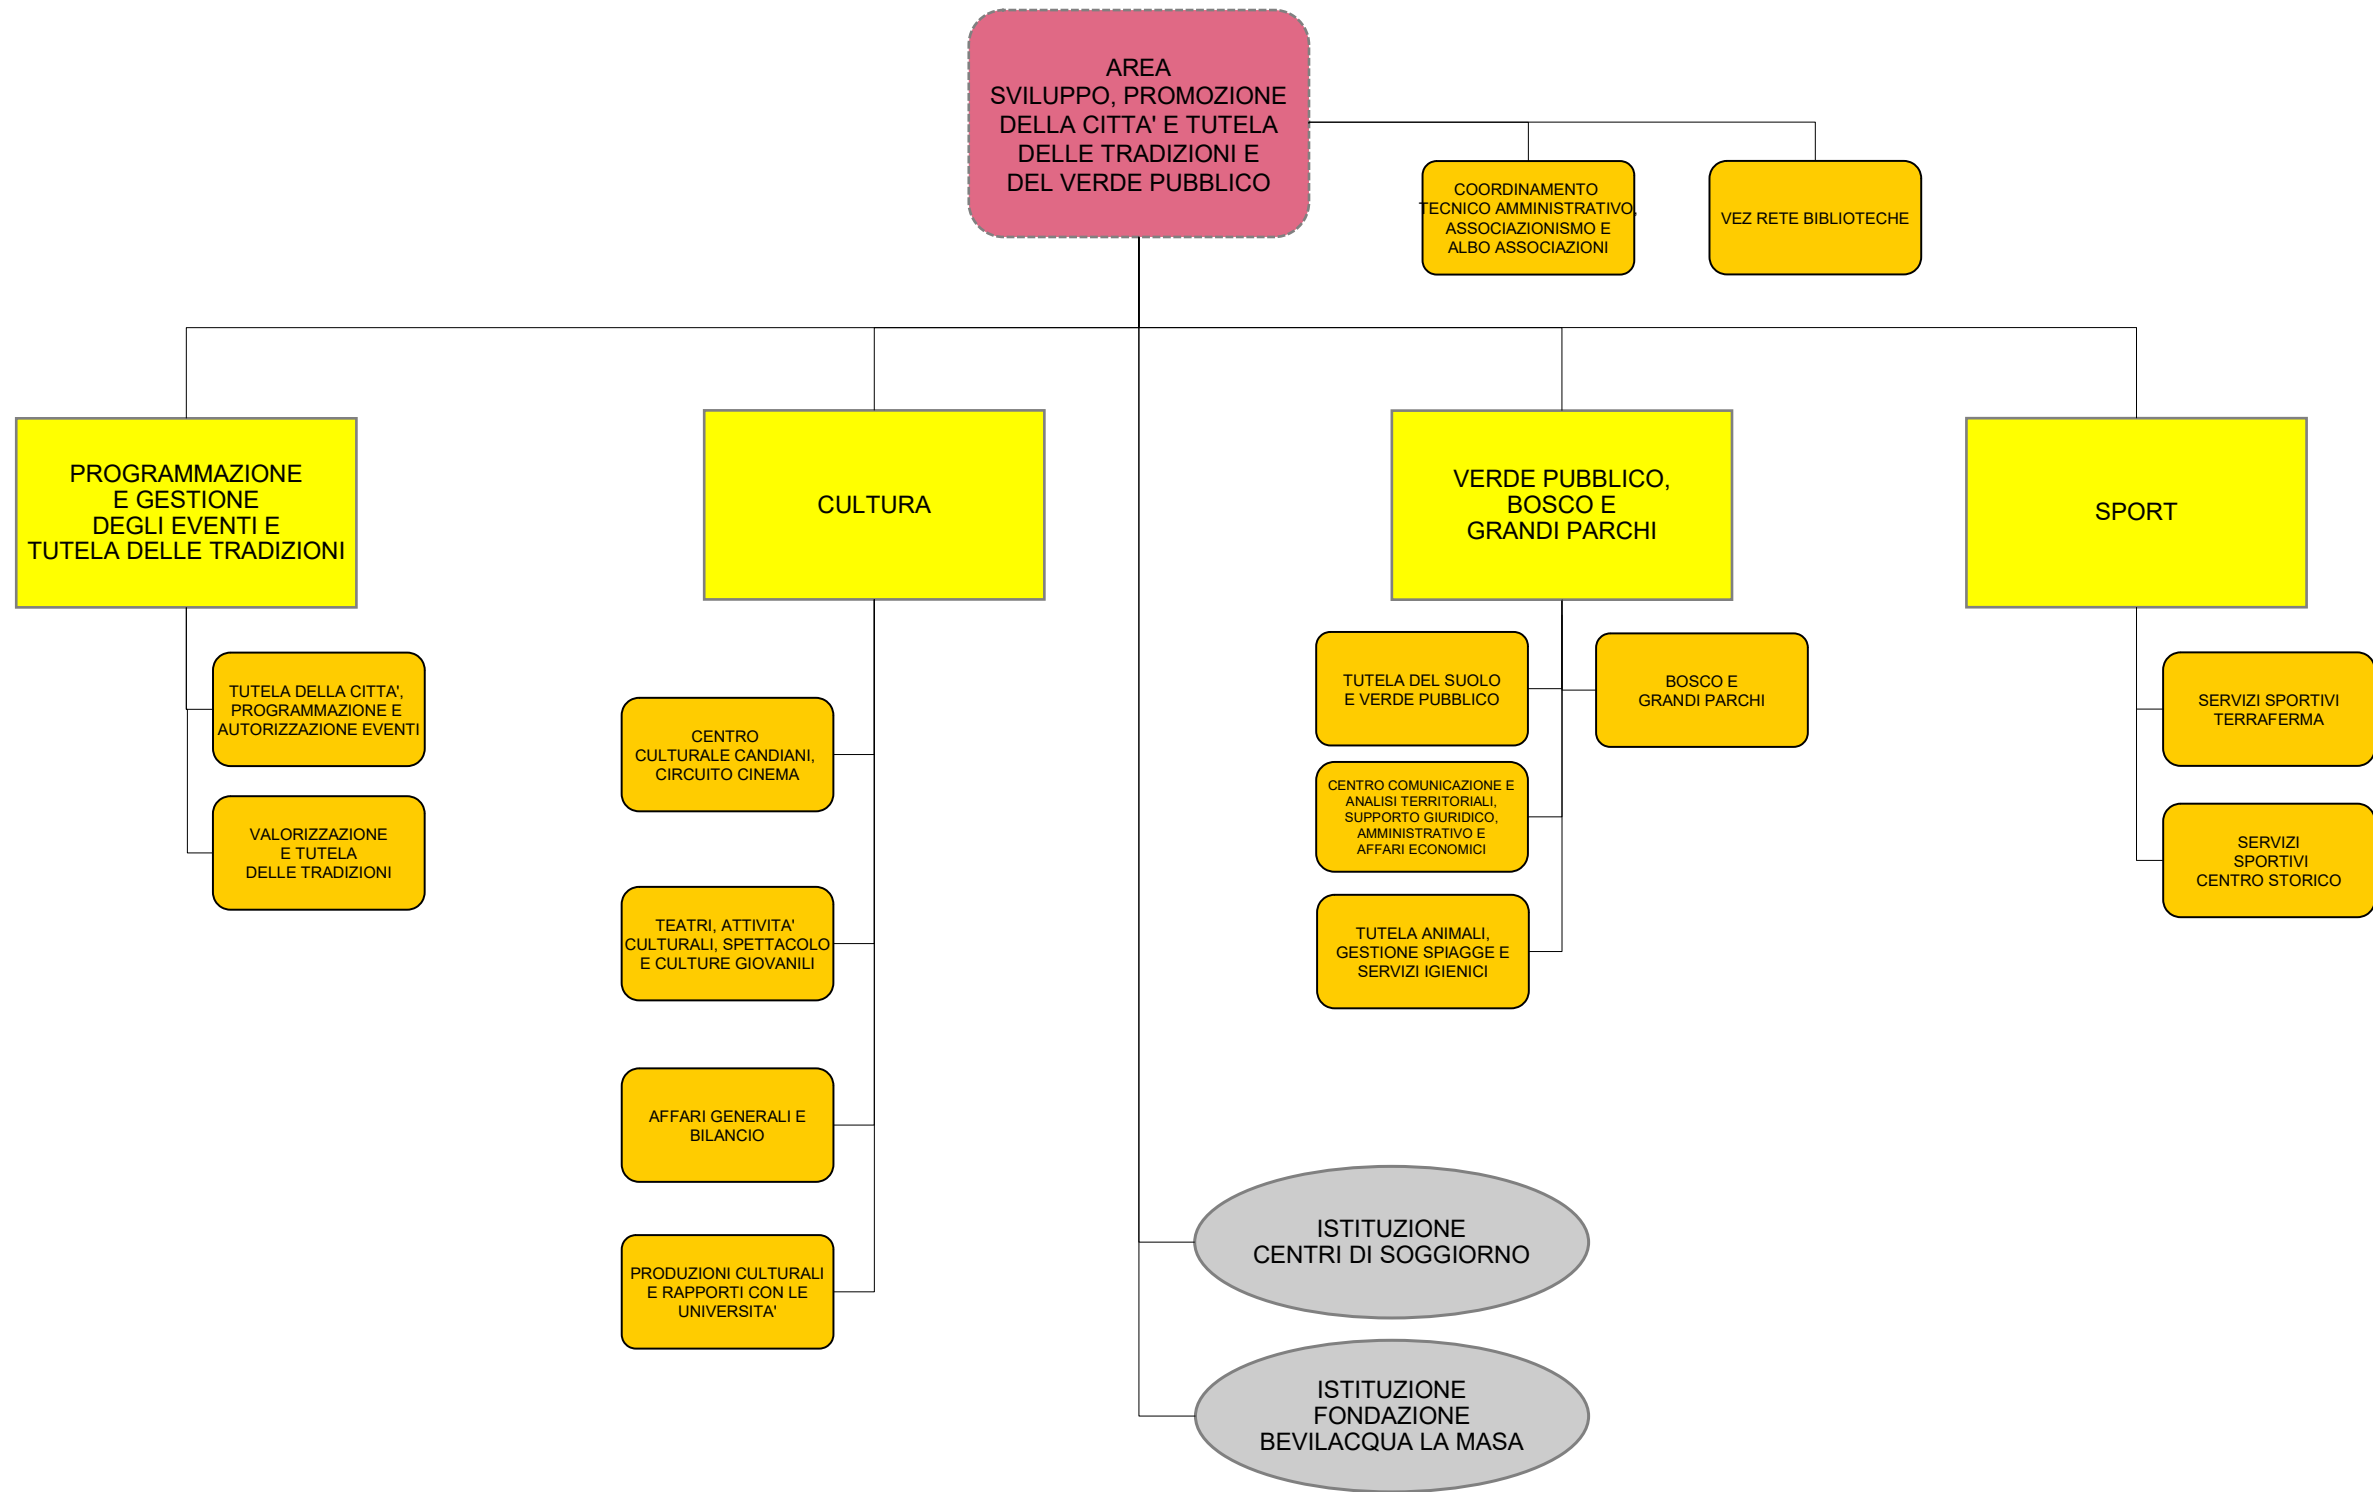 AREA
SVILUPPO, PROMOZIONE
DELLA CITTA' E TUTELA
DELLE TRADIZIONI E
DEL VERDE PUBBLICO
COORDINAMENTO
TECNICO AMMINISTRATIVO,
ASSOCIAZIONISMO E
ALBO ASSOCIAZIONI
VEZ RETE BIBLIOTECHE
PROGRAMMAZIONE
E GESTIONE
DEGLI EVENTI E
TUTELA DELLE TRADIZIONI
CULTURA
VERDE PUBBLICO,
BOSCO E
GRANDI PARCHI
SPORT
TUTELA DELLA CITTA',
PROGRAMMAZIONE E
AUTORIZZAZIONE EVENTI
VALORIZZAZIONE
E TUTELA
DELLE TRADIZIONI
CENTRO
CULTURALE CANDIANI,
CIRCUITO CINEMA
TEATRI, ATTIVITA'
CULTURALI, SPETTACOLO
E CULTURE GIOVANILI
AFFARI GENERALI E
BILANCIO
PRODUZIONI CULTURALI
E RAPPORTI CON LE
UNIVERSITA'
TUTELA DEL SUOLO
E VERDE PUBBLICO
BOSCO E
GRANDI PARCHI
CENTRO COMUNICAZIONE E
ANALISI TERRITORIALI,
SUPPORTO GIURIDICO,
AMMINISTRATIVO E
AFFARI ECONOMICI
TUTELA ANIMALI,
GESTIONE SPIAGGE E
SERVIZI IGIENICI
SERVIZI SPORTIVI
TERRAFERMA
SERVIZI
SPORTIVI
CENTRO STORICO
ISTITUZIONE
CENTRI DI SOGGIORNO
ISTITUZIONE
FONDAZIONE
BEVILACQUA LA MASA